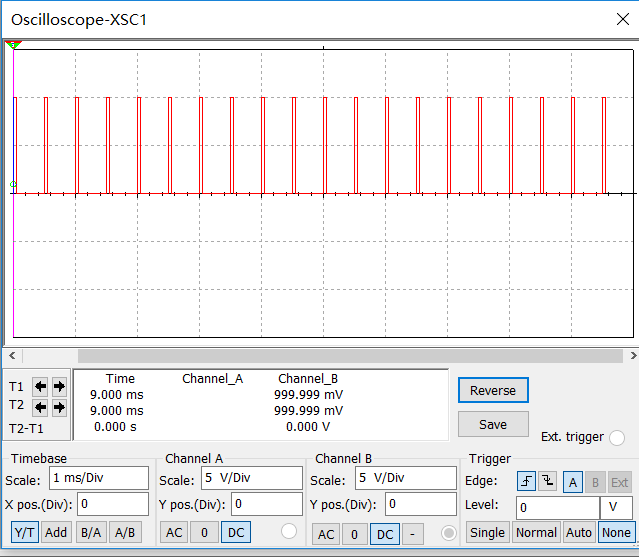 Oscilloscope-XSC1
Time Channel_A Channel_B
T1 9.000 ms 999.999 mV
T2 9.000 ms 999.999 mV
T2-T1 0.000 s 0.000 V
Reverse
Save
Ext. trigger
Timebase
Scale: 1 ms/Div
X pos.(Div): 0
Y/T Add B/A A/B
Channel A
Scale: 5 V/Div
Y pos.(Div): 0
AC 0 DC
Channel B
Scale: 5 V/Div
Y pos.(Div): 0
AC 0 DC -
Trigger
Edge: A B Ext
Level: 0 V
Single Normal Auto None